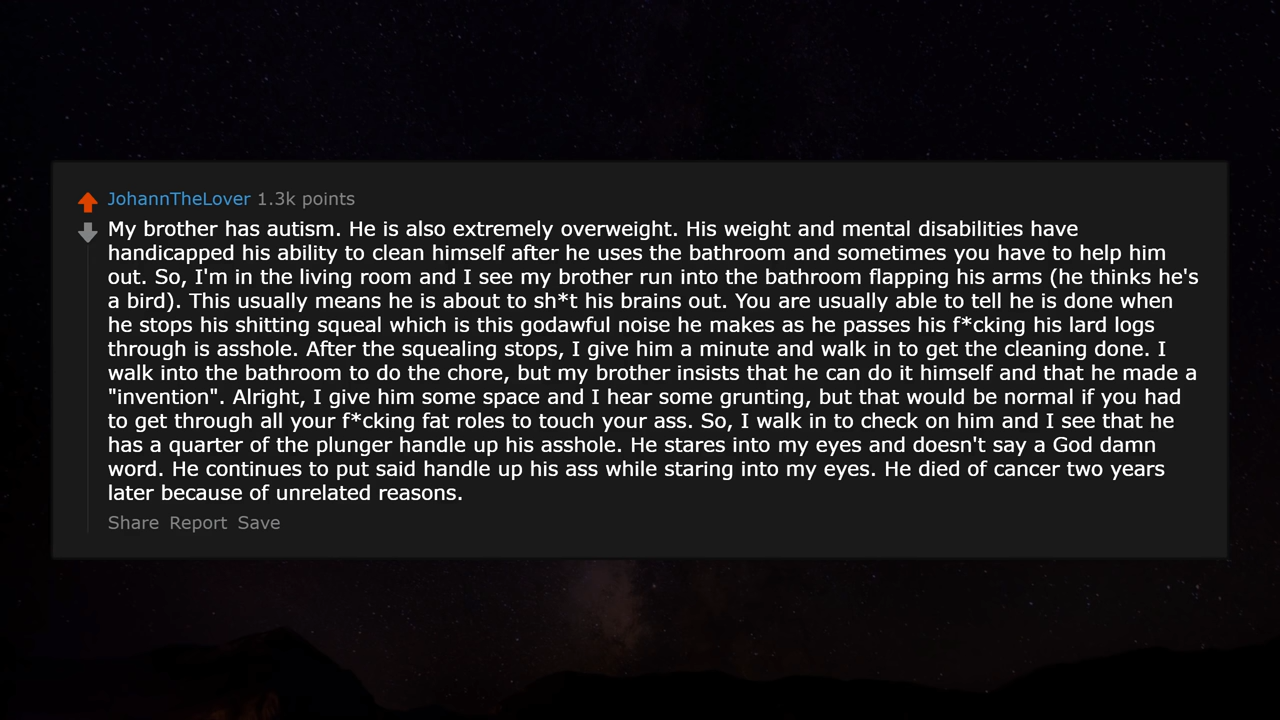 JohannTheLover 1.3k points
My brother has autism. He is also extremely overweight. His weight and mental disabilities have
handicapped his ability to clean himself after he uses the bathroom and sometimes you have to help him
out. So, I'm in the living room and I see my brother run into the bathroom flapping his arms (he thinks he's
a bird). This usually means he is about to sh*t his brains out. You are usually able to tell he is done when
he stops his shitting squeal which is this godawful noise he makes as he passes his f*cking his lard logs
through is asshole. After the squealing stops, I give him a minute and walk in to get the cleaning done. I
walk into the bathroom to do the chore, but my brother insists that he can do it himself and that he made a
"invention". Alright, I give him some space and I hear some grunting, but that would be normal if you had
to get through all your f*cking fat roles to touch your ass. So, I walk in to check on him and I see that he
has a quarter of the plunger handle up his asshole. He stares into my eyes and doesn't say a God damn
word. He continues to put said handle up his ass while staring into my eyes. He died of cancer two years
later because of unrelated reasons.
Share Report Save